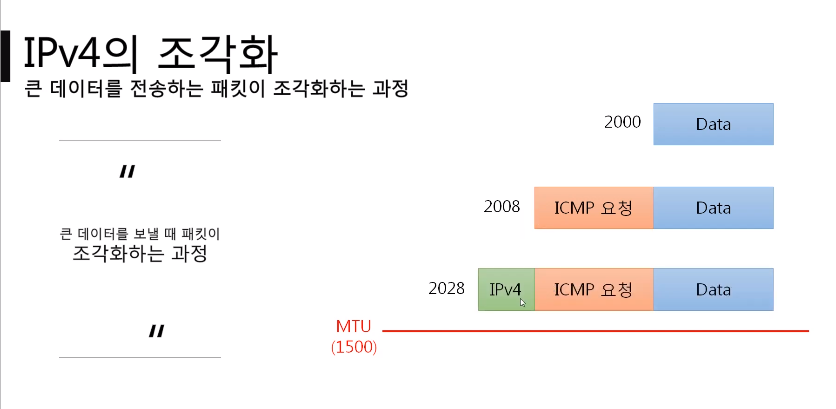 IPv4의 조각화
큰 데이터를 전송하는 패킷이 조각화하는 과정
“
큰 데이터를 보낼 때 패킷이
조각화하는 과정
”
2000 Data
2008 ICMP 요청 Data
2028 IPv4 ICMP 요청 Data
MTU
(1500)